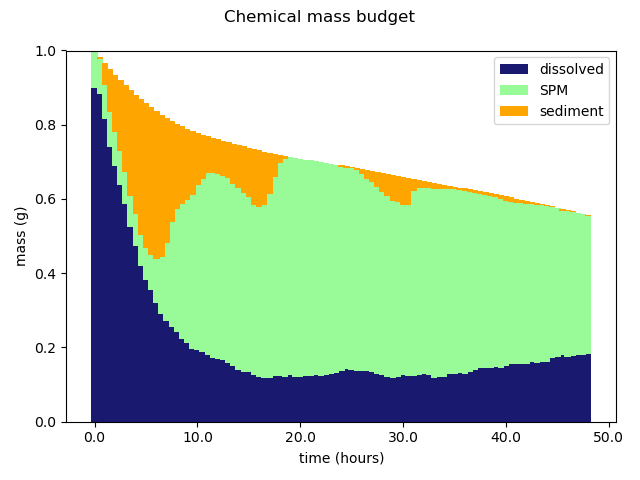 Chemical mass budget
dissolved
SPM
sediment
1.0
0.8
0.6
0.4
0.2
0.0
mass (g)
0.0 10.0 20.0 30.0 40.0 50.0
time (hours)